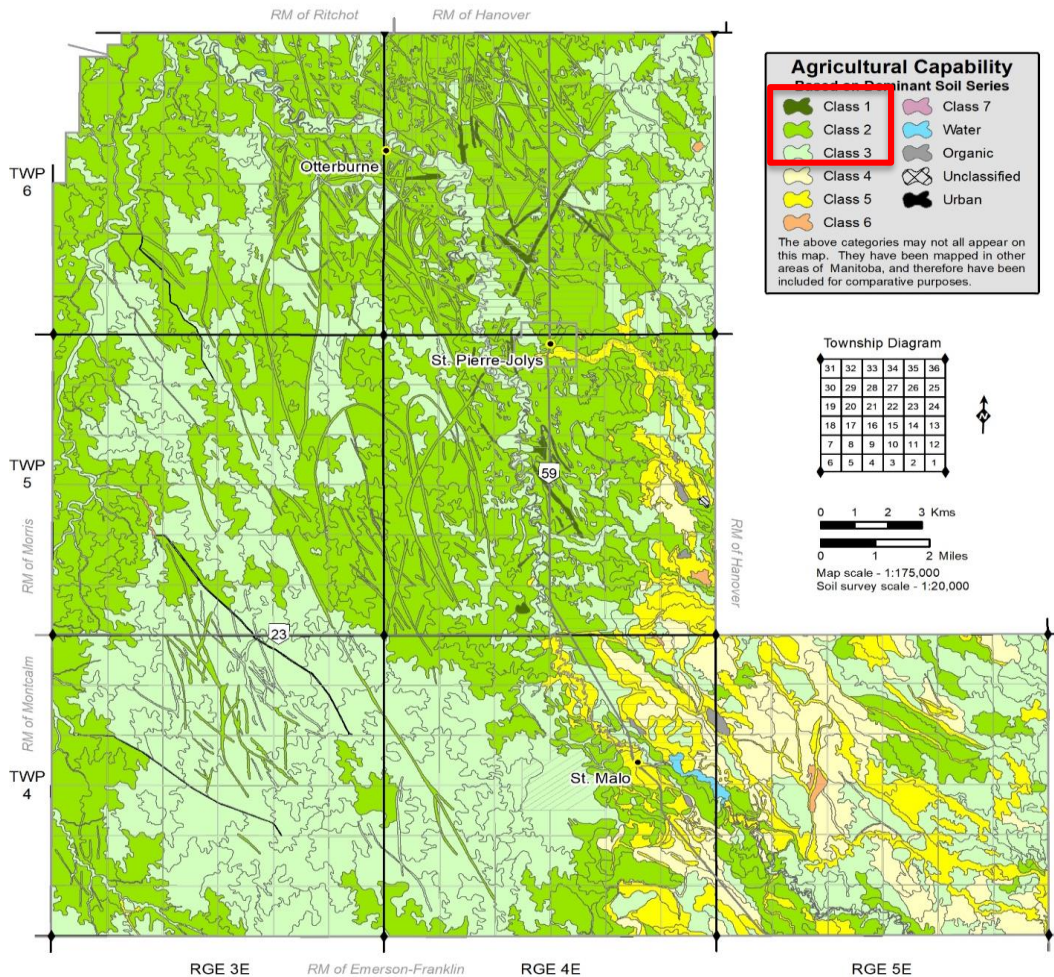 RM of Ritchot
RM of Hanover
Agricultural Capability
Based on Dominant Soil Series
Class 1
Class 2
Class 3
Class 4
Class 5
Class 6
Class 7
Water
Organic
Unclassified
Urban
The above categories may not all appear on
this map. They have been mapped in other
areas of Manitoba, and therefore have been
included for comparative purposes.
Otterburne
TWP
6
St. Pierre-Jolys
Township Diagram
31 32 33 34 35 36
30 29 28 27 26 25
19 20 21 22 23 24
18 17 16 15 14 13
7 8 9 10 11 12
6 5 4 3 2 1
N
TWP
5
59
0 1 2 3 Kms
0 1 2 Miles
Map scale - 1:175,000
Soil survey scale - 1:20,000
RM of Morris
RM of Hanover
23
RM of Montcalm
TWP
4
St. Malo
RGE 3E
RM of Emerson-Franklin
RGE 4E
RGE 5E